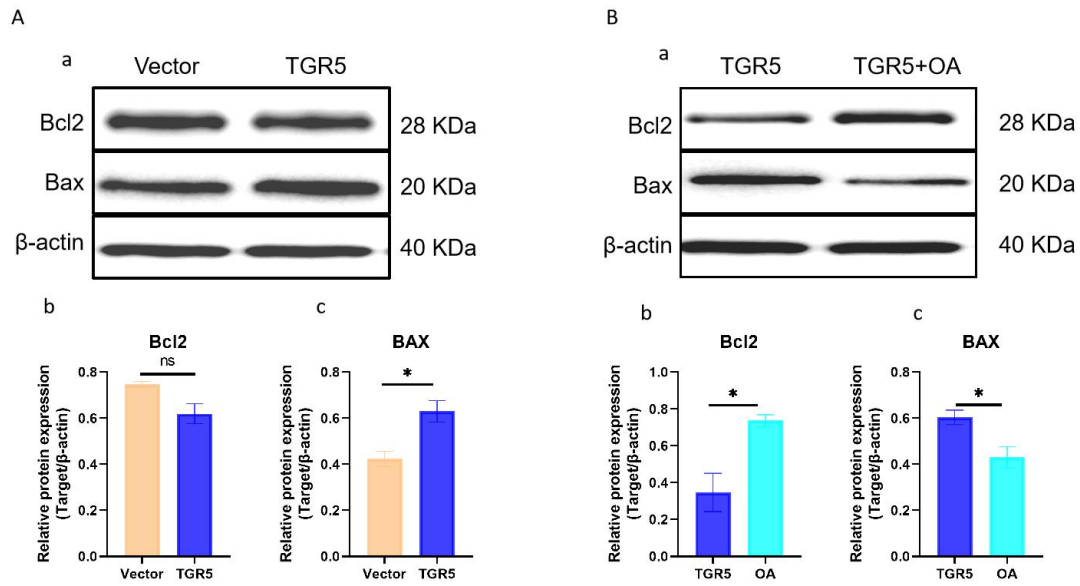 A
a
Vector TGR5
Bcl2 28 KDa
Bax 20 KDa
β-actin 40 KDa
b
Bcl2
ns
Relative protein expression
(Target/β-actin)
0.8
0.6
0.4
0.2
0.0
Vector TGR5
c
BAX
*
Relative protein expression
(Target/β-actin)
0.8
0.6
0.4
0.2
0.0
Vector TGR5
B
a
TGR5 TGR5+OA
Bcl2 28 KDa
Bax 20 KDa
β-actin 40 KDa
b
Bcl2
*
Relative protein expression
(Target/β-actin)
1.0
0.8
0.6
0.4
0.2
0.0
TGR5 OA
c
BAX
*
Relative protein expression
(Target/β-actin)
0.8
0.6
0.4
0.2
0.0
TGR5 OA